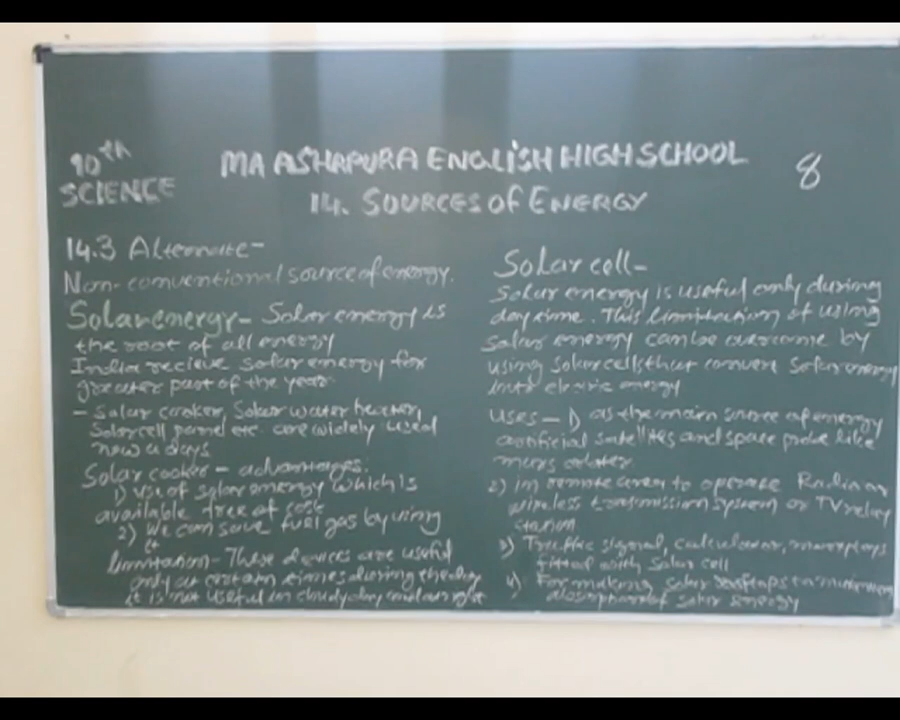 10th
SCIENCE
MA ASHAPURA ENGLISH HIGH SCHOOL
14. SOURCES of ENERGY
8
14.3 Alternate-
Non-conventional source of energy.
Solar energy- Solar energy is
the root of all energy
India recieve solar energy for
greater part of the year
- Solar cooker, Solar water heater,
Solar cell panel etc. are widely used
now a days
Solar cooker - advantages:
1) use of solar energy which is
available free of cost
2) We can save fuel gas by using
it
limitation- These devices are useful
only at certain times during the day
it is not useful in cloudy day and night
Solar cell-
Solar energy is useful only during
day time. This limitation of using
Solar energy can be overcome by
using Solar cells that convert Solar energy
into electric energy
Uses - 1) as the main source of energy
artificial satellites and space probe like
mars orbiter
2) in remote area to operate Radio or
wireless transmission system or TV relay
station
3) Traffic signal, calculator,
fitted with Solar cell
4) For making Solar
absorption of solar energy